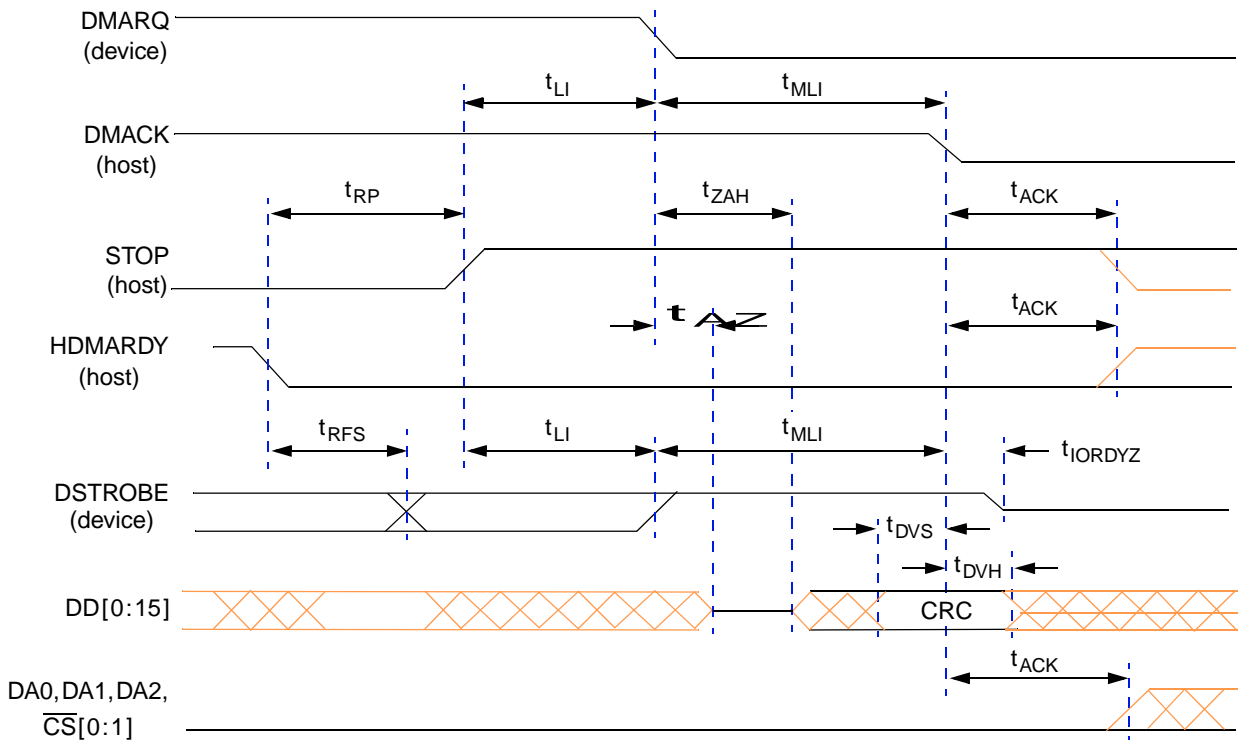 DMARQ
(device)
tLI
tMLI
DMACK
(host)
tRP
tZAH
tACK
STOP
(host)
tAZ
tACK
HDMARDY
(host)
tRFS
tLI
tMLI
tIORDYZ
DSTROBE
(device)
tDVS
tDVH
DD[0:15]
CRC
tACK
DA0,DA1,DA2,
C̅S̅[0:1]